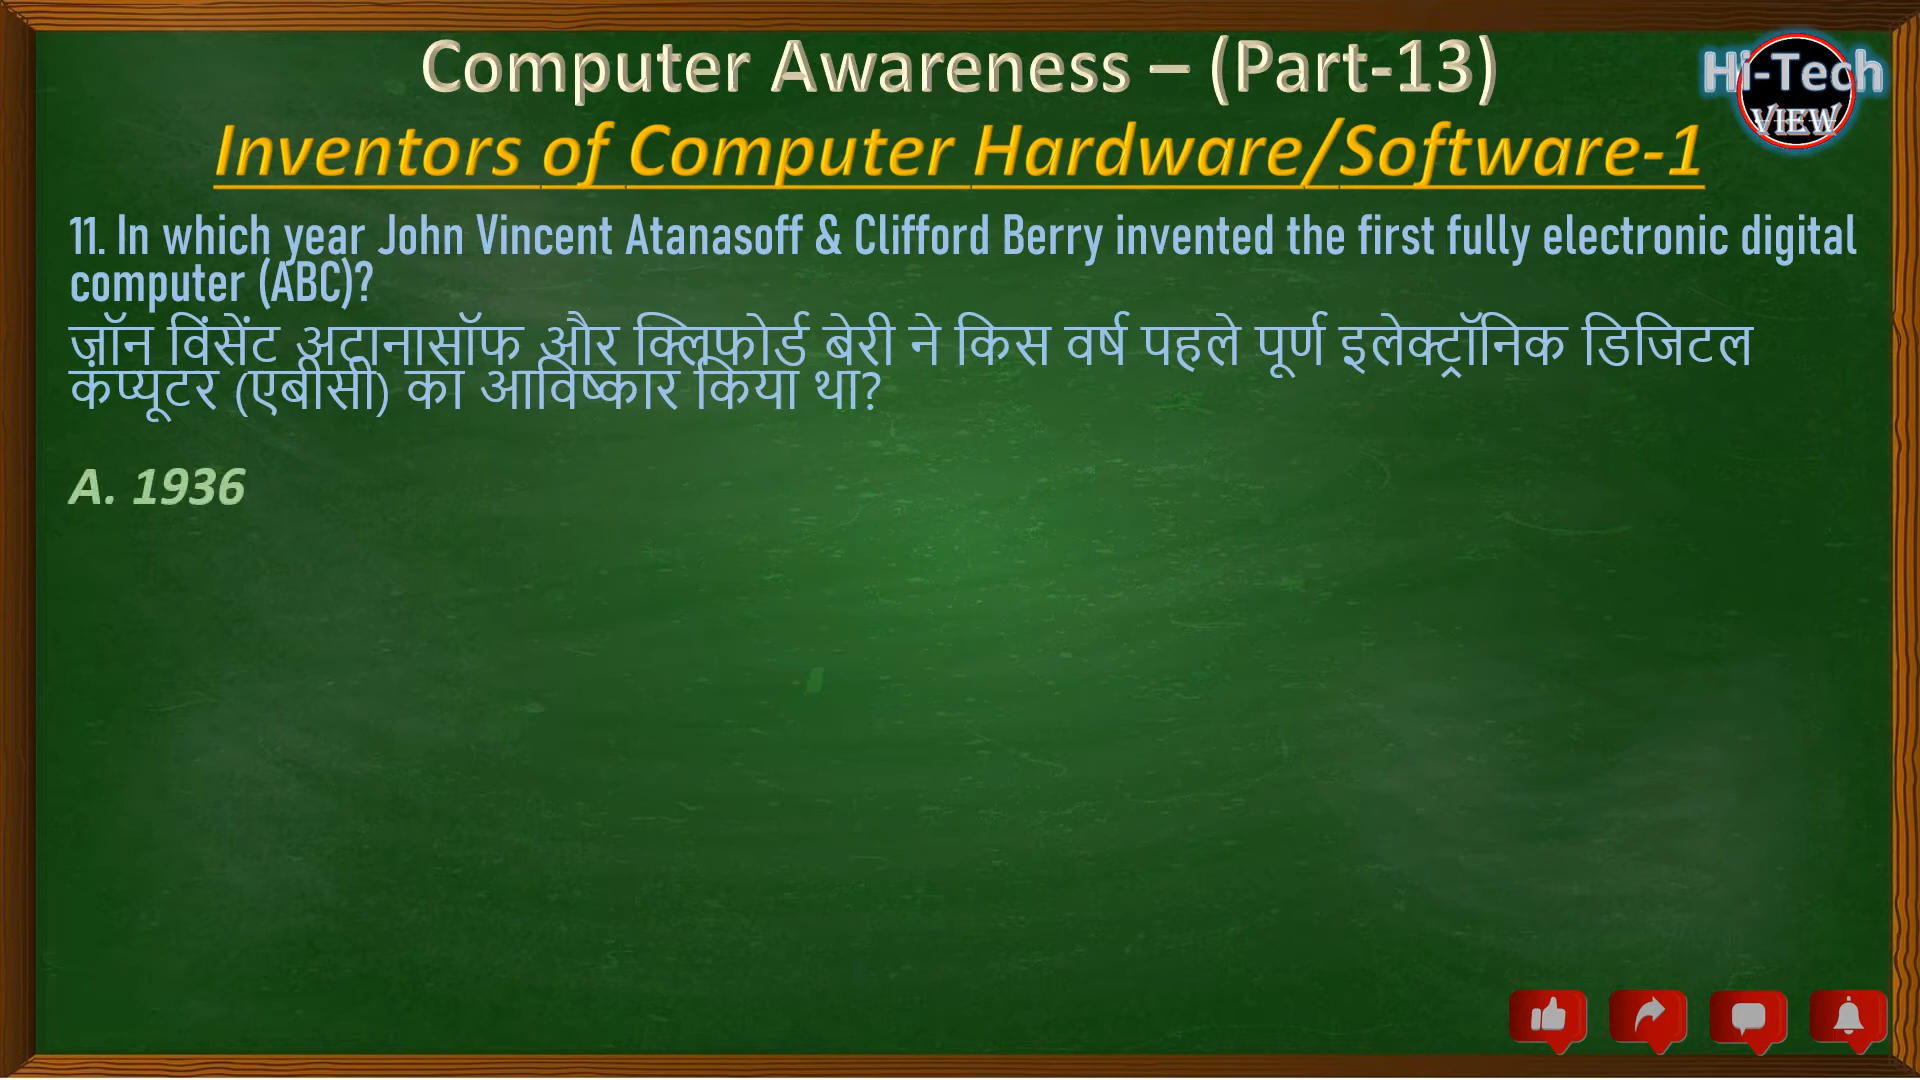 Computer Awareness – (Part-13)
Hi-Tech
VIEW
Inventors of Computer Hardware/Software-1
11. In which year John Vincent Atanasoff & Clifford Berry invented the first fully electronic digital
computer (ABC)?
जॉन विंसेंट अटानासॉफ और क्लिफोर्ड बेरी ने किस वर्ष पहले पूर्ण इलेक्ट्रॉनिक डिजिटल
कंप्यूटर (एबीसी) का आविष्कार किया था?
A. 1936